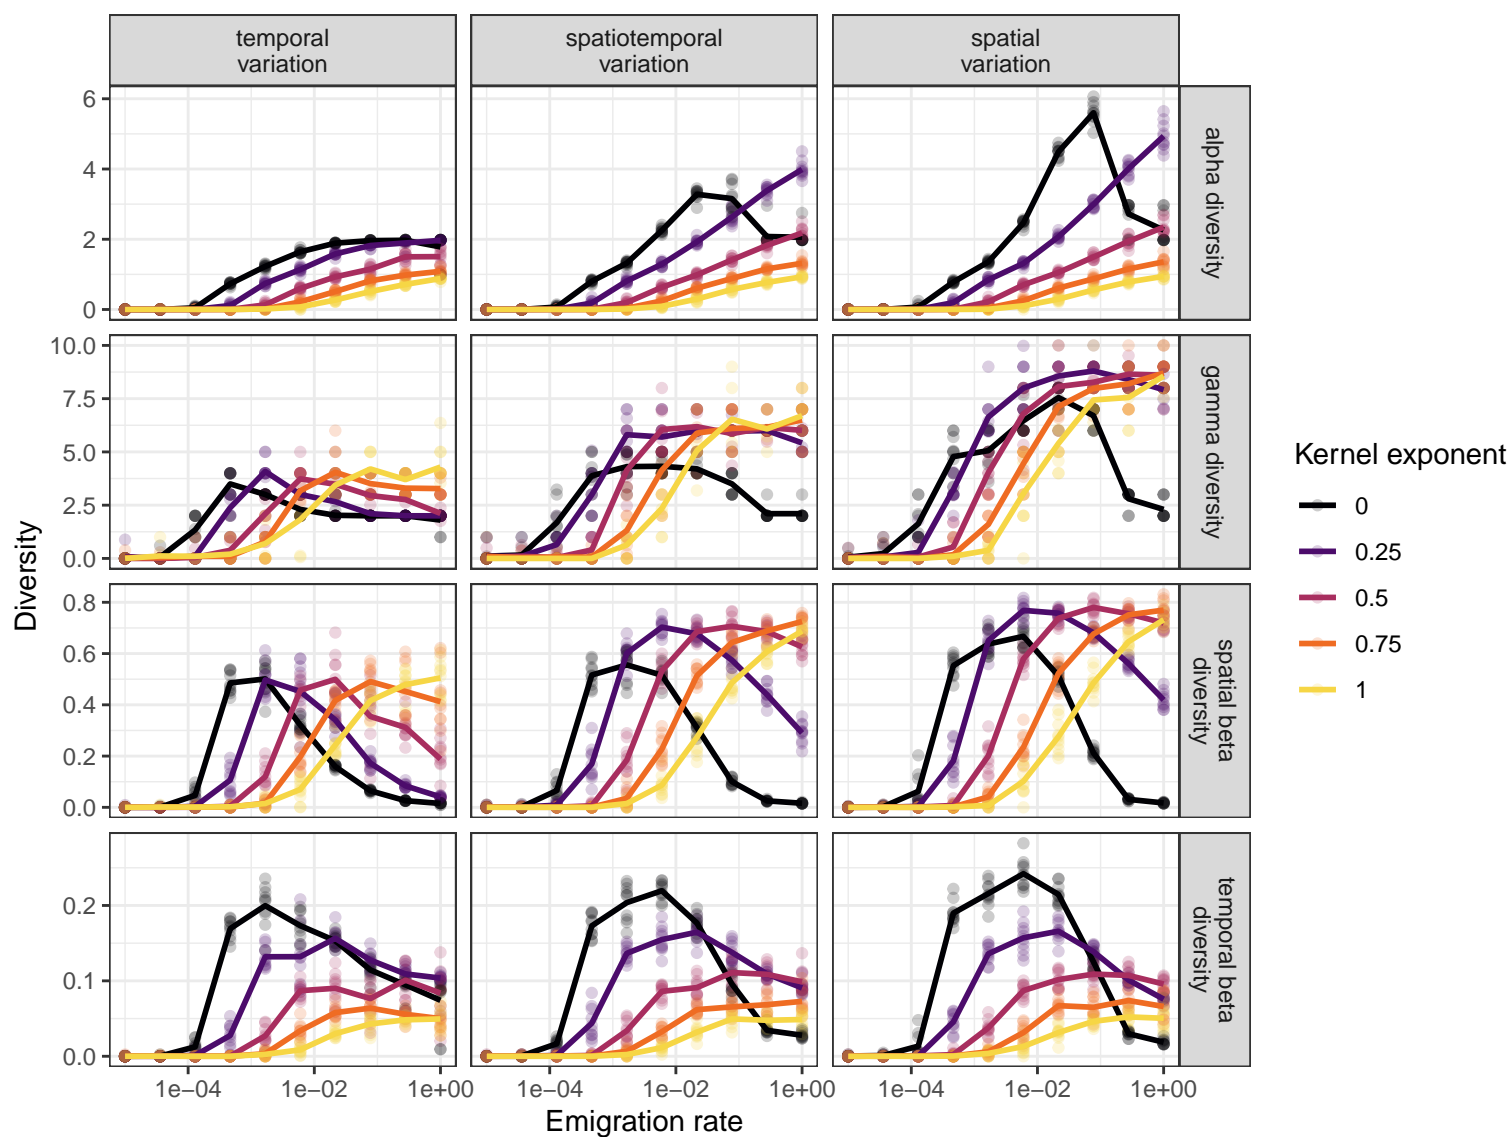 temporal
variation
spatiotemporal
variation
spatial
variation
6
4
2
0
alpha diversity
10.0
7.5
5.0
2.5
0.0
gamma diversity
0.8
0.6
0.4
0.2
0.0
spatial beta
diversity
0.2
0.1
0.0
temporal beta
diversity
1e−04
1e−02
1e+00
1e−04
1e−02
1e+00
1e−04
1e−02
1e+00
Emigration rate
Diversity
Kernel exponent
0
0.25
0.5
0.75
1